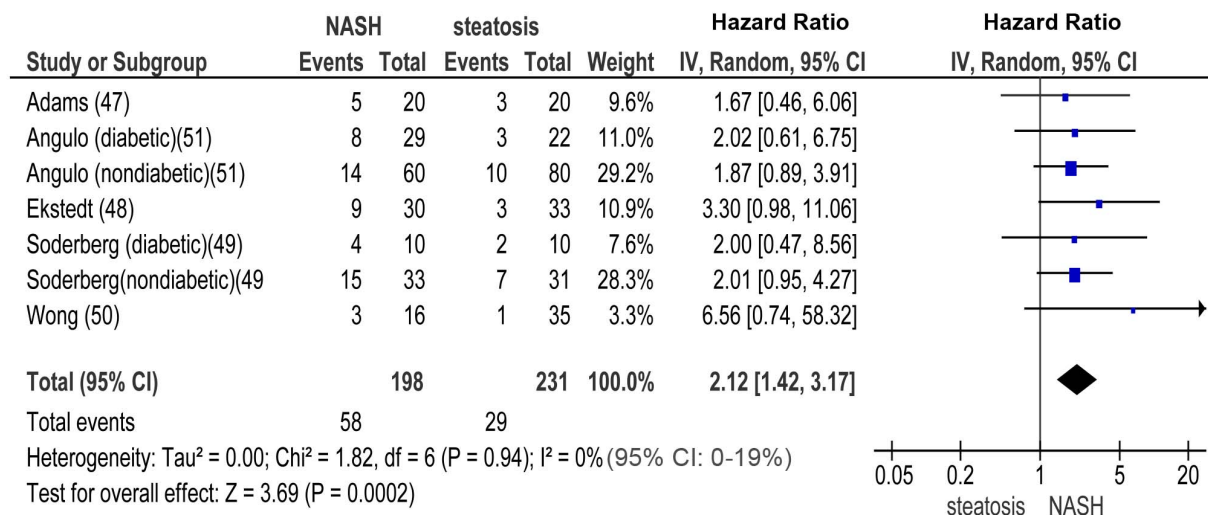 NASH steatosis Hazard Ratio Hazard Ratio
Study or Subgroup Events Total Events Total Weight IV, Random, 95% CI IV, Random, 95% CI
Adams (47) 5 20 3 20 9.6% 1.67 [0.46, 6.06]
Angulo (diabetic)(51) 8 29 3 22 11.0% 2.02 [0.61, 6.75]
Angulo (nondiabetic)(51) 14 60 10 80 29.2% 1.87 [0.89, 3.91]
Ekstedt (48) 9 30 3 33 10.9% 3.30 [0.98, 11.06]
Soderberg (diabetic)(49) 4 10 2 10 7.6% 2.00 [0.47, 8.56]
Soderberg(nondiabetic)(49 15 33 7 31 28.3% 2.01 [0.95, 4.27]
Wong (50) 3 16 1 35 3.3% 6.56 [0.74, 58.32]
Total (95% CI) 198 231 100.0% 2.12 [1.42, 3.17]
Total events 58 29
Heterogeneity: Tau² = 0.00; Chi² = 1.82, df = 6 (P = 0.94); I² = 0% (95% CI: 0-19%)
Test for overall effect: Z = 3.69 (P = 0.0002)
0.05 0.2 1 5 20
steatosis NASH